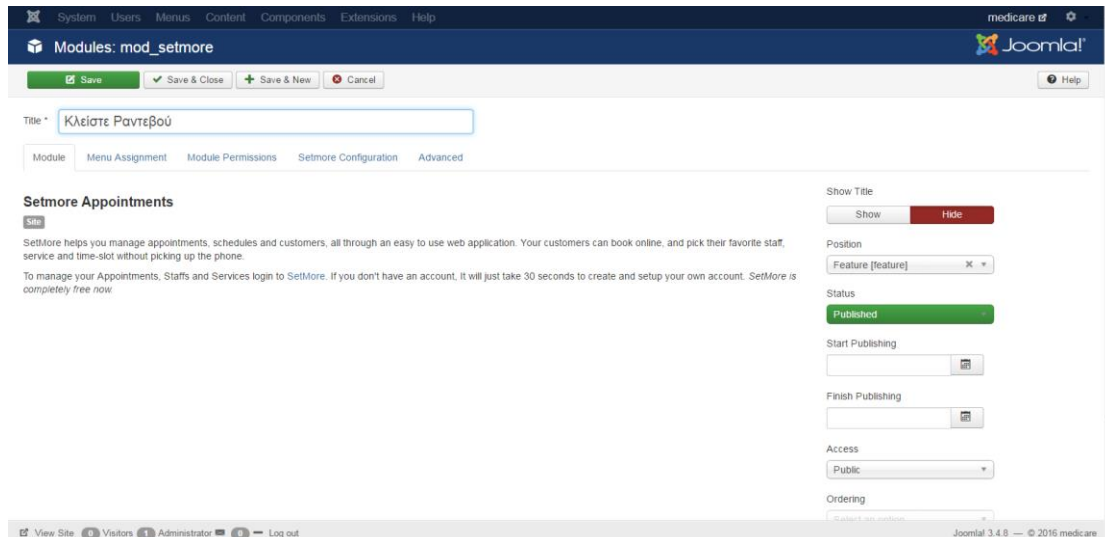 System Users Menus Content Components Extensions Help
medicare
Modules: mod_setmore
Joomla!
Save
Save & Close
Save & New
Cancel
Help
Title *
Κλείστε Ραντεβού
Module
Menu Assignment
Module Permissions
Setmore Configuration
Advanced
Setmore Appointments
Site
SetMore helps you manage appointments, schedules and customers, all through an easy to use web application. Your customers can book online, and pick their favorite staff,
service and time-slot without picking up the phone.
To manage your Appointments, Staffs and Services login to SetMore. If you don't have an account, It will just take 30 seconds to create and setup your own account. SetMore is
completely free now.
Show Title
Show
Hide
Position
Feature [feature]
Status
Published
Start Publishing
Finish Publishing
Access
Public
Ordering
Select an option
View Site 0 Visitors 1 Administrator 0 Log out
Joomla! 3.4.8 — © 2016 medicare